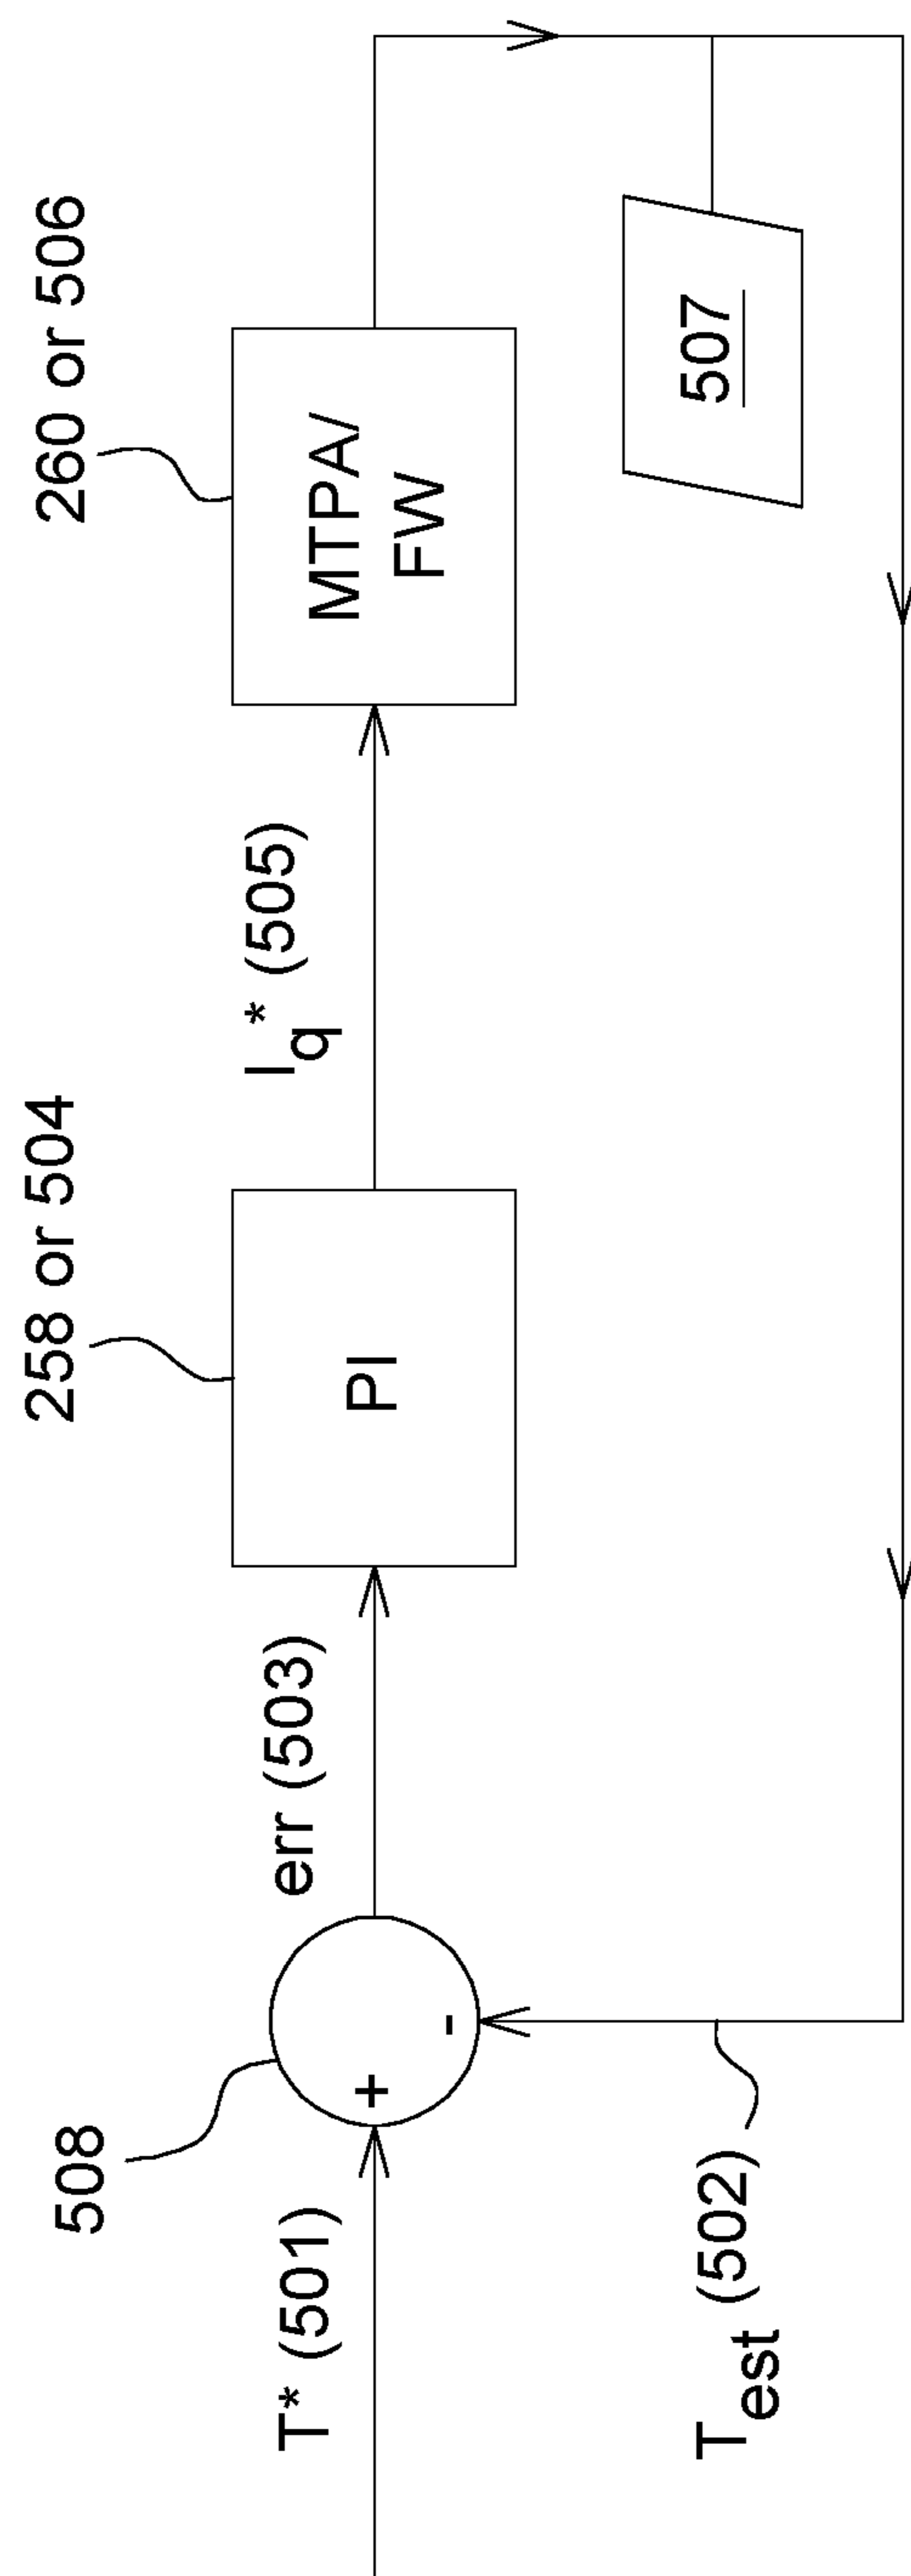 258 or 504
260 or 506
508
T* (501)
err (503)
PI
Iq* (505)
MTPA/
FW
+
-
507
Test (502)